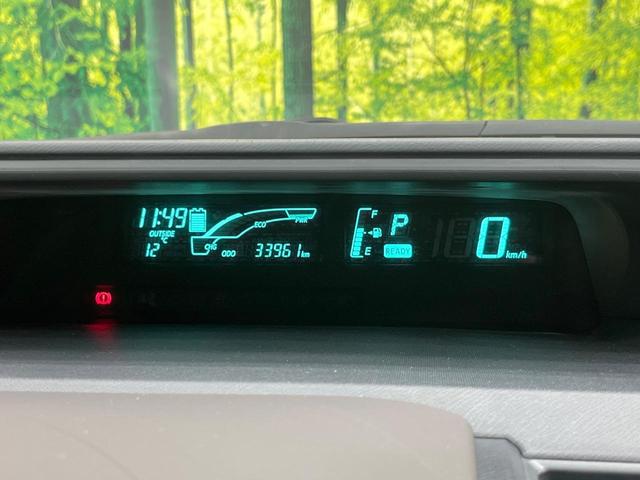 11:49
OUTSIDE
12 °C
CHG ECO PWR
ODO 33961 km
F
E
P
READY
0 km/h